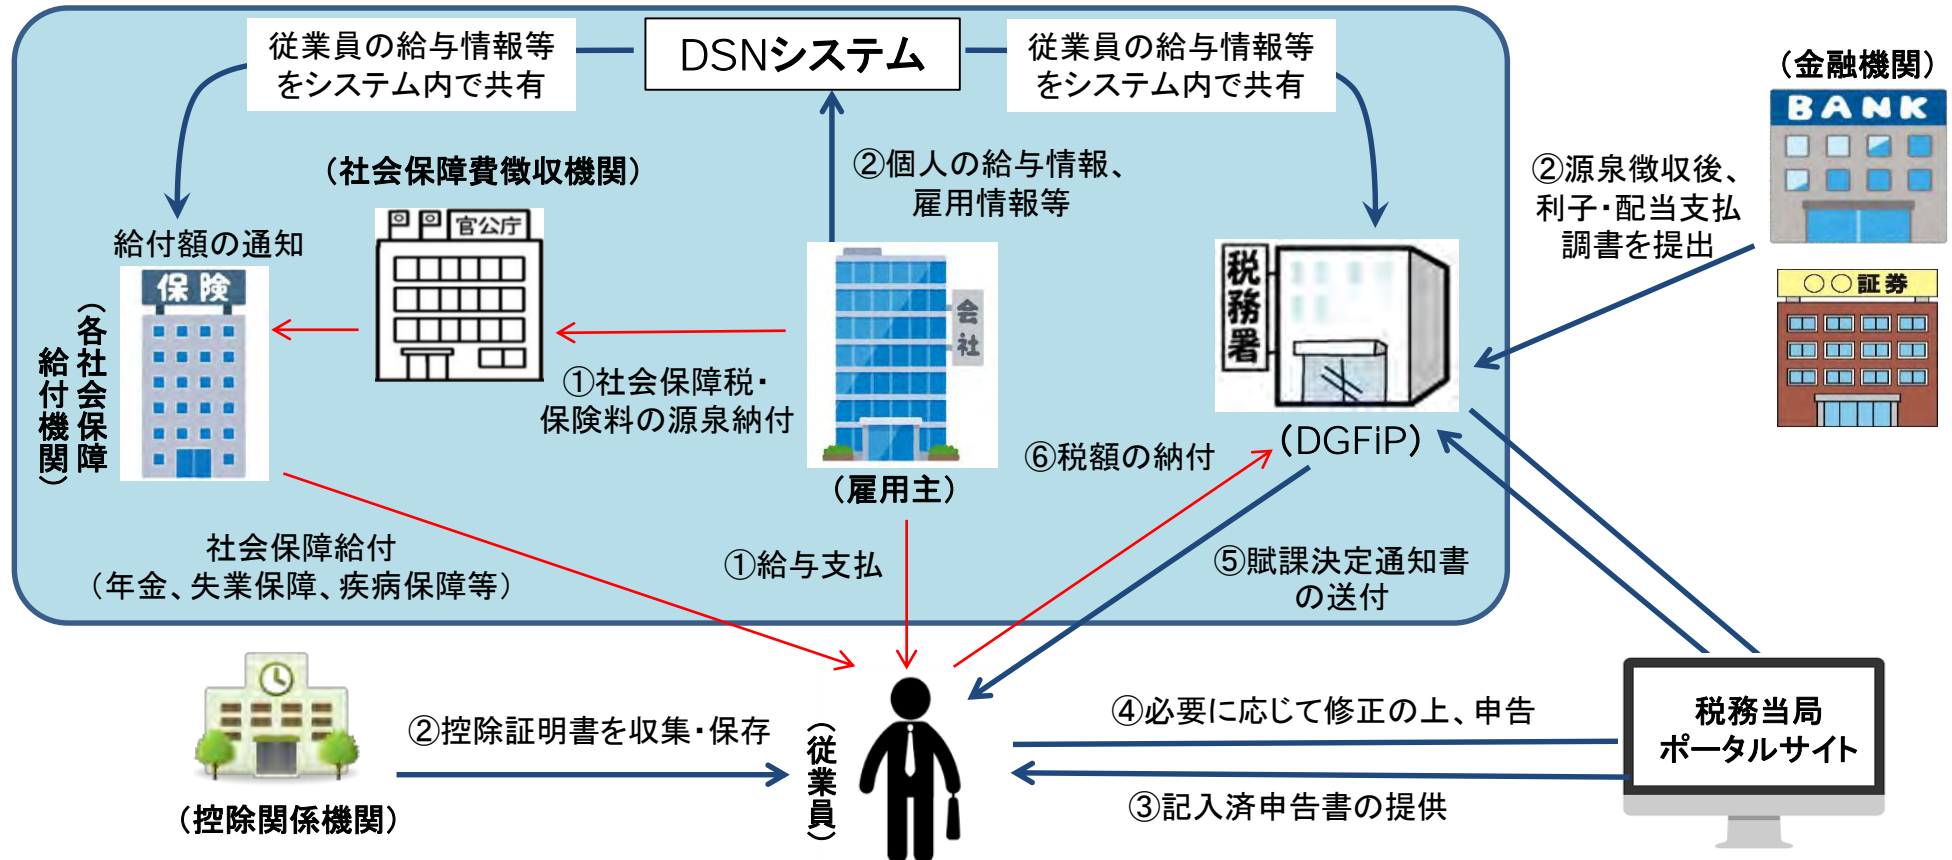 従業員の給与情報等
をシステム内で共有
DSNシステム
従業員の給与情報等
をシステム内で共有
（金融機関）
BANK
○○証券
②源泉徴収後、
利子・配当支払
調書を提出
（社会保障費徴収機関）
官公庁
②個人の給与情報、
雇用情報等
給付額の通知
保険
（各社会保障
給付機関）
会社
税務署
（DGFiP）
①社会保障税・
保険料の源泉納付
（雇用主）
⑥税額の納付
社会保障給付
（年金、失業保障、疾病保障等）
①給与支払
⑤賦課決定通知書
の送付
②控除証明書を収集・保存
（控除関係機関）
（従業員）
④必要に応じて修正の上、申告
③記入済申告書の提供
税務当局
ポータルサイト